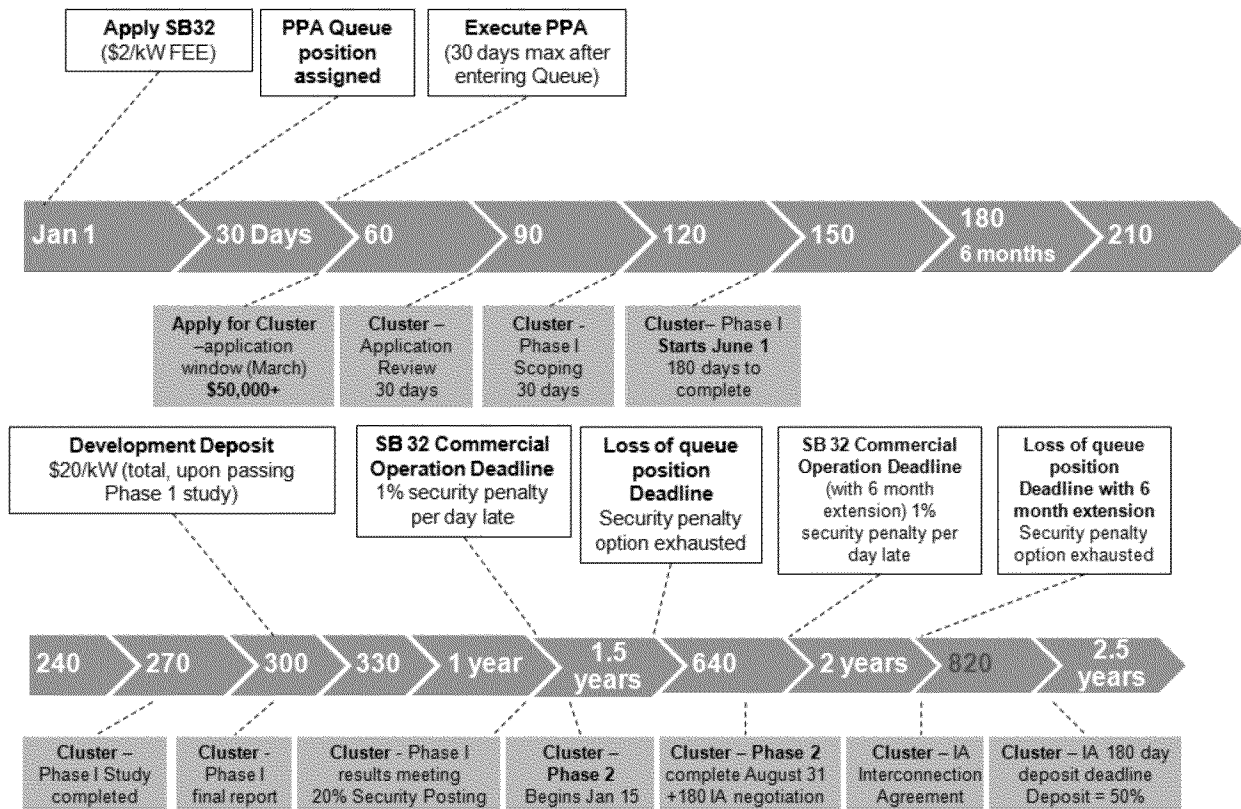 Apply SB32
($2/kW FEE)
PPA Queue
position
assigned
Execute PPA
(30 days max after
entering Queue)
Jan 1
30 Days
60
90
120
150
180
6 months
210
Apply for Cluster
–application
window (March)
$50,000+
Cluster –
Application
Review
30 days
Cluster -
Phase I
Scoping
30 days
Cluster– Phase I
Starts June 1
180 days to
complete
Development Deposit
$20/kW (total, upon passing
Phase 1 study)
SB 32 Commercial
Operation Deadline
1% security penalty
per day late
Loss of queue
position
Deadline
Security penalty
option exhausted
SB 32 Commercial
Operation Deadline
(with 6 month
extension) 1%
security penalty per
day late
Loss of queue
position
Deadline with 6
month extension
Security penalty
option exhausted
240
270
300
330
1 year
1.5
years
640
2 years
820
2.5
years
Cluster –
Phase I Study
completed
Cluster -
Phase I
final report
Cluster - Phase I
results meeting
20% Security Posting
Cluster –
Phase 2
Begins Jan 15
Cluster – Phase 2
complete August 31
+180 IA negotiation
Cluster – IA
Interconnection
Agreement
Cluster – IA 180 day
deposit deadline
Deposit = 50%